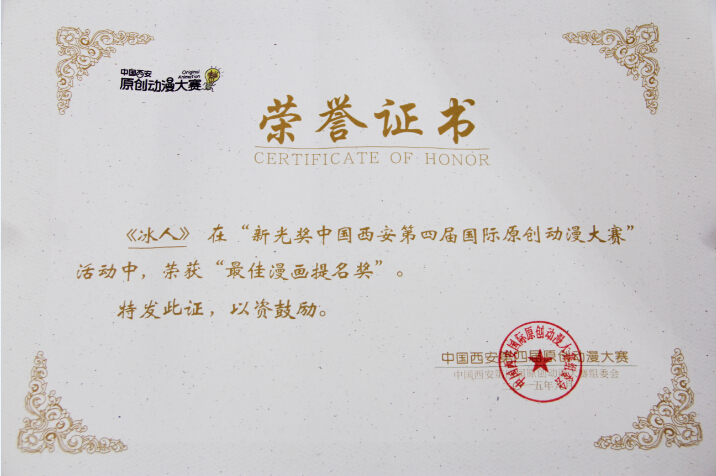 中国西安
Original
Animation
原创动漫大赛
荣誉证书
CERTIFICATE OF HONOR
《冰人》 在“新光奖中国西安第四届国际原创动漫大赛”
活动中，荣获“最佳漫画提名奖”。
特发此证，以资鼓励。
中国西安第四届原创动漫大赛